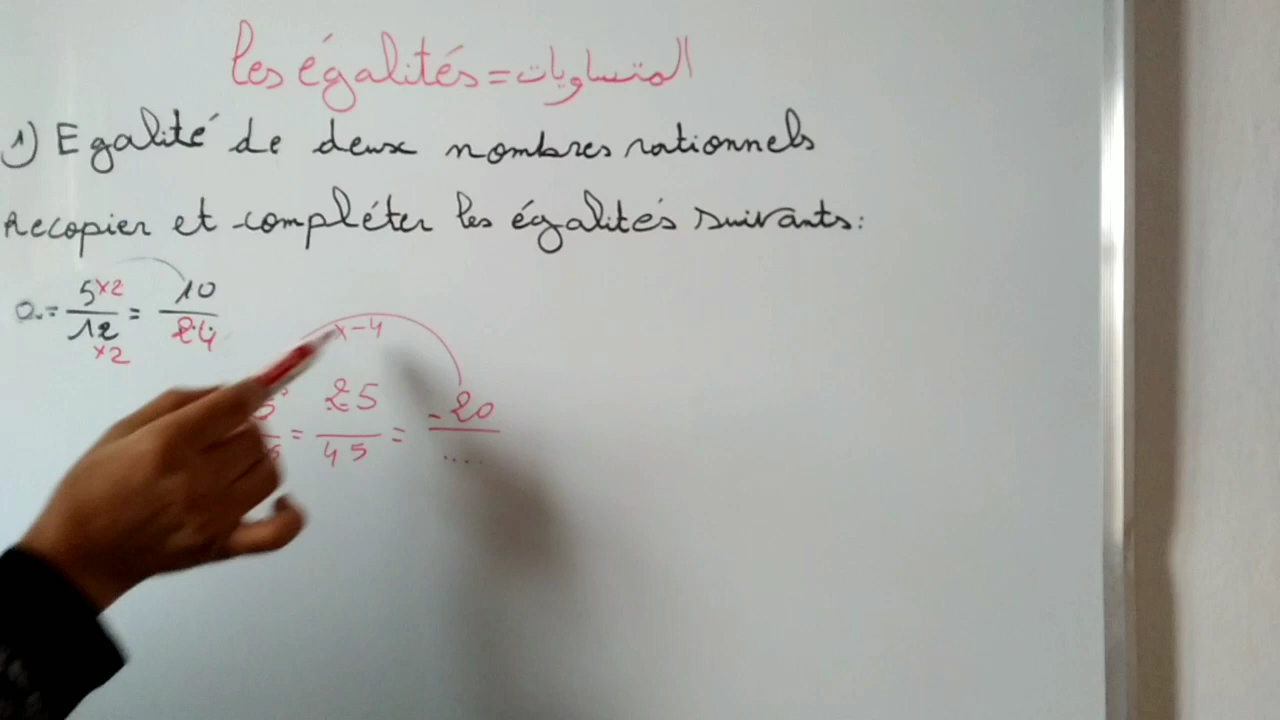 les égalités = المتساويات
1) Egalité de deux nombres rationnels
Recopier et compléter les égalités suivants:
a = 5×2/12×2 = 10/24
×-4
= 25/45 = -20/....